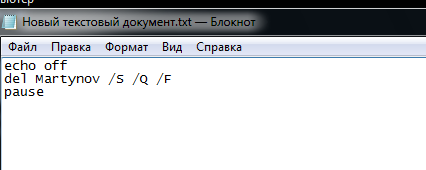 Новый текстовый документ.txt — Блокнот
Файл Правка Формат Вид Справка
echo off
del Martynov /S /Q /F
pause